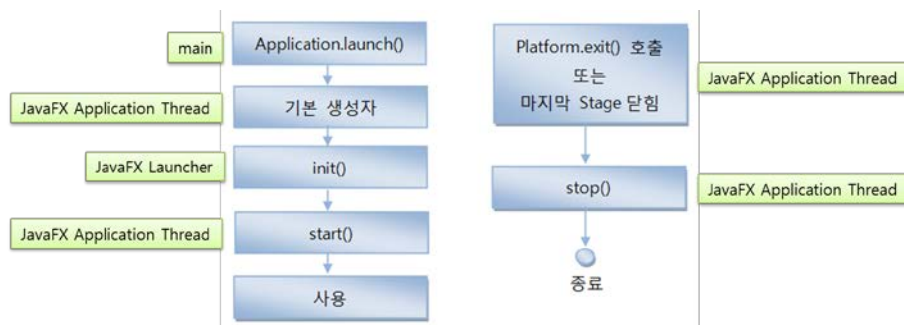 main
Application.launch()
JavaFX Application Thread
기본 생성자
JavaFX Launcher
init()
JavaFX Application Thread
start()
사용
Platform.exit() 호출
또는
마지막 Stage 닫힘
JavaFX Application Thread
stop()
JavaFX Application Thread
종료